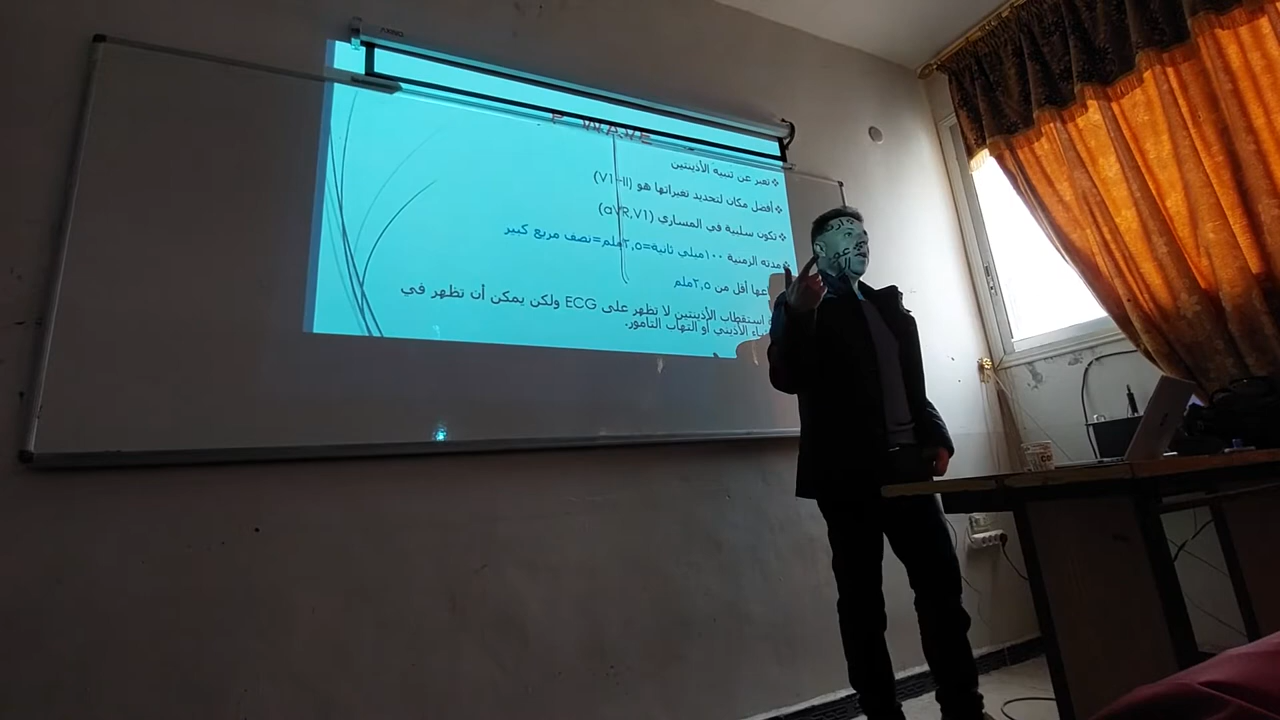 P WAVE
❖تعبر عن تنبيه الأذينتين
❖أفضل مكان لتحديد تغيراتها هو (V1-II)
❖تكون سلبية في المساري (aVR,V1)
❖مدته الزمنية ١٠٠ميلي ثانية=٢,٥ملم=نصف مربع كبير
أقل من ٢,٥ملم
استقطاب الأذينتين لا تظهر على ECG ولكن يمكن أن تظهر في
الأذيني أو التهاب التامور.